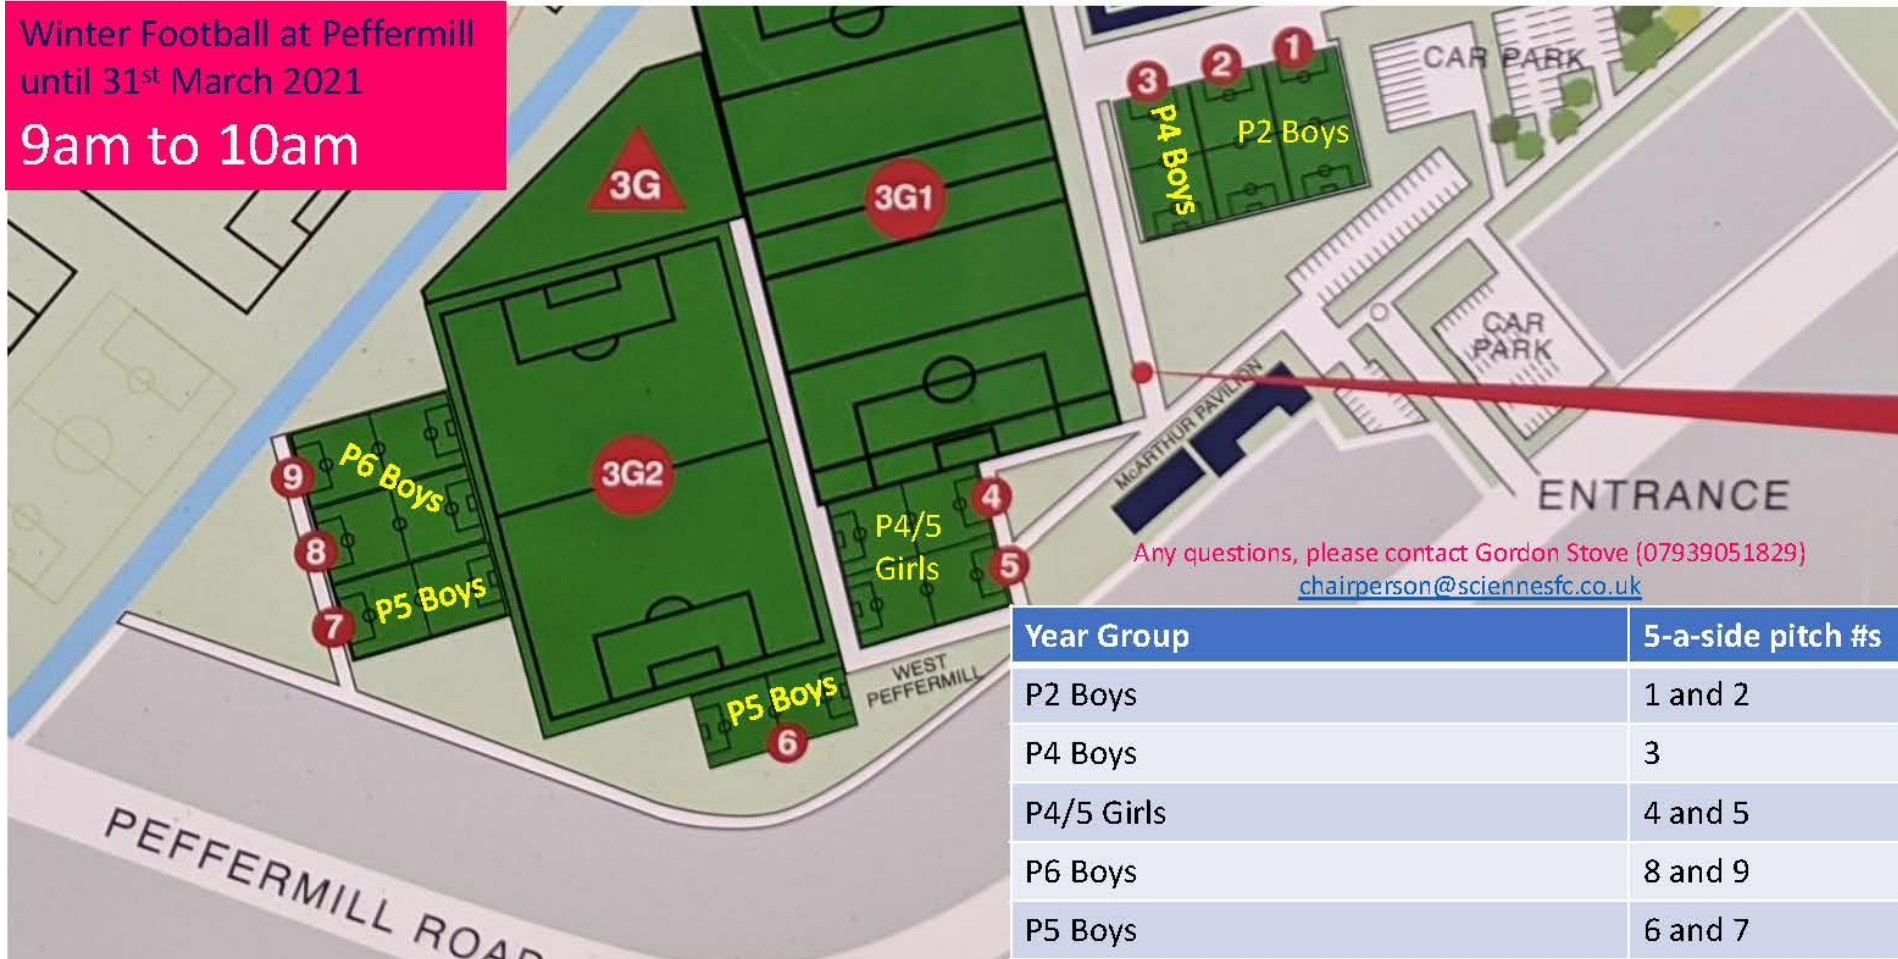 Winter Football at Peffermill
until 31st March 2021
9am to 10am
3G
3G1
3
2
1
P4 Boys
P2 Boys
CAR PARK
CAR
PARK
McARTHUR PAVILION
ENTRANCE
3G2
9
P6 Boys
8
P5 Boys
7
P4/5
Girls
4
5
P5 Boys
6
WEST
PEFFERMILL
PEFFERMILL ROAD
Any questions, please contact Gordon Stove (07939051829)
chairperson@sciennesfc.co.uk
Year Group 5-a-side pitch #s
P2 Boys 1 and 2
P4 Boys 3
P4/5 Girls 4 and 5
P6 Boys 8 and 9
P5 Boys 6 and 7